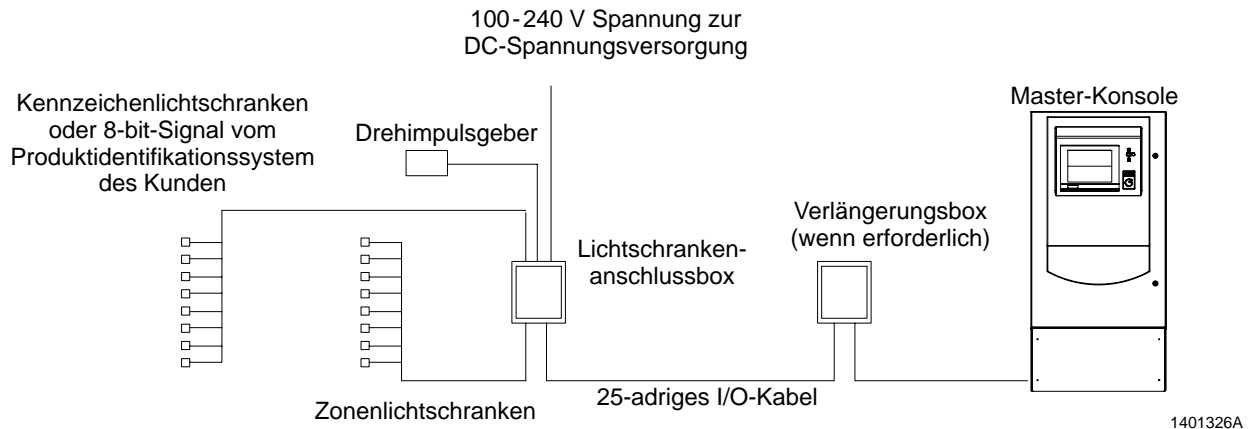 100-240 V Spannung zur
DC-Spannungsversorgung
Kennzeichenlichtschranken
oder 8-bit-Signal vom
Produktidentifikationssystem
des Kunden
Drehimpulsgeber
Master-Konsole
Verlängerungsbox
(wenn erforderlich)
Lichtschranken-
anschlussbox
Zonenlichtschranken
25-adriges I/O-Kabel
1401326A